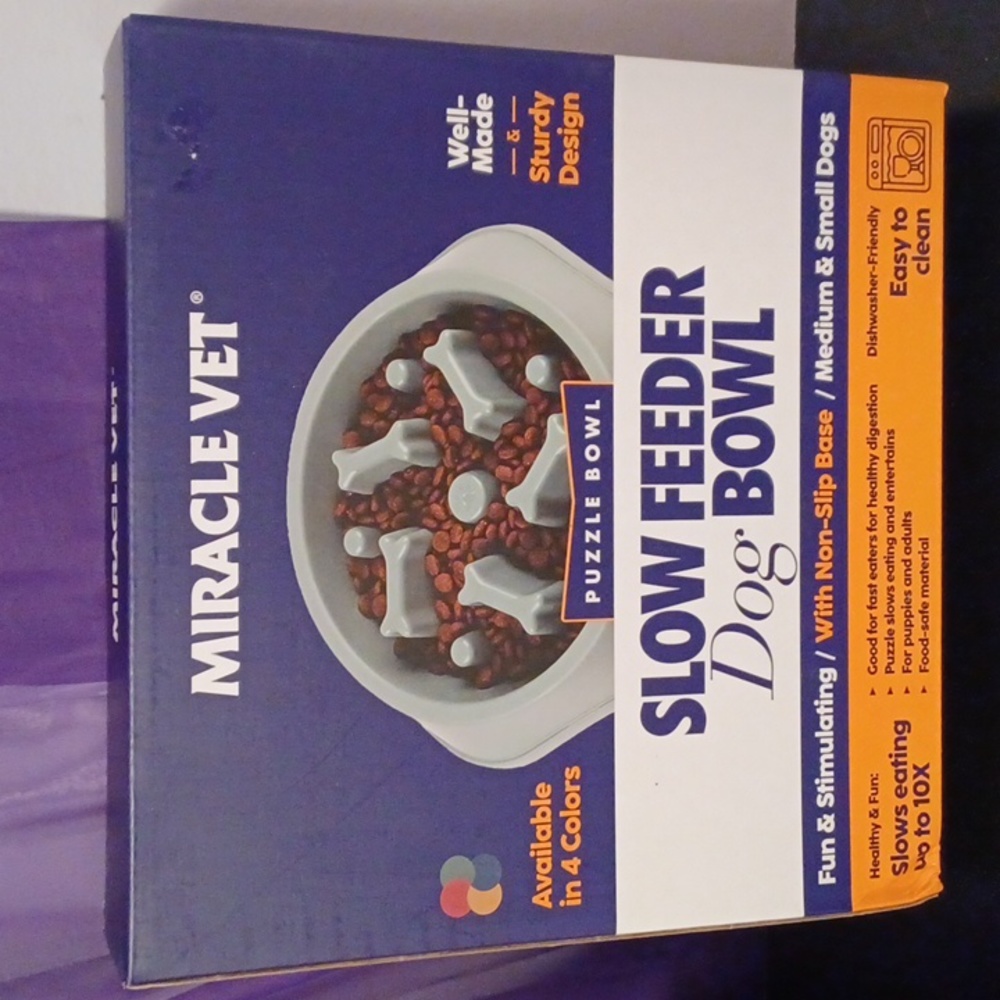 MIRACLE VET
MIRACLE VET®
Well-
Made
&
Sturdy
Design
Available
in 4 Colors
PUZZLE BOWL
SLOW FEEDER
Dog BOWL
Fun & Stimulating / With Non-Slip Base / Medium & Small Dogs
Healthy & Fun:
Slows eating
up to 10X
Good for fast eaters for healthy digestion
Puzzle slows eating and entertains
For puppies and adults
Food-safe material
Dishwasher-Friendly
Easy to
clean